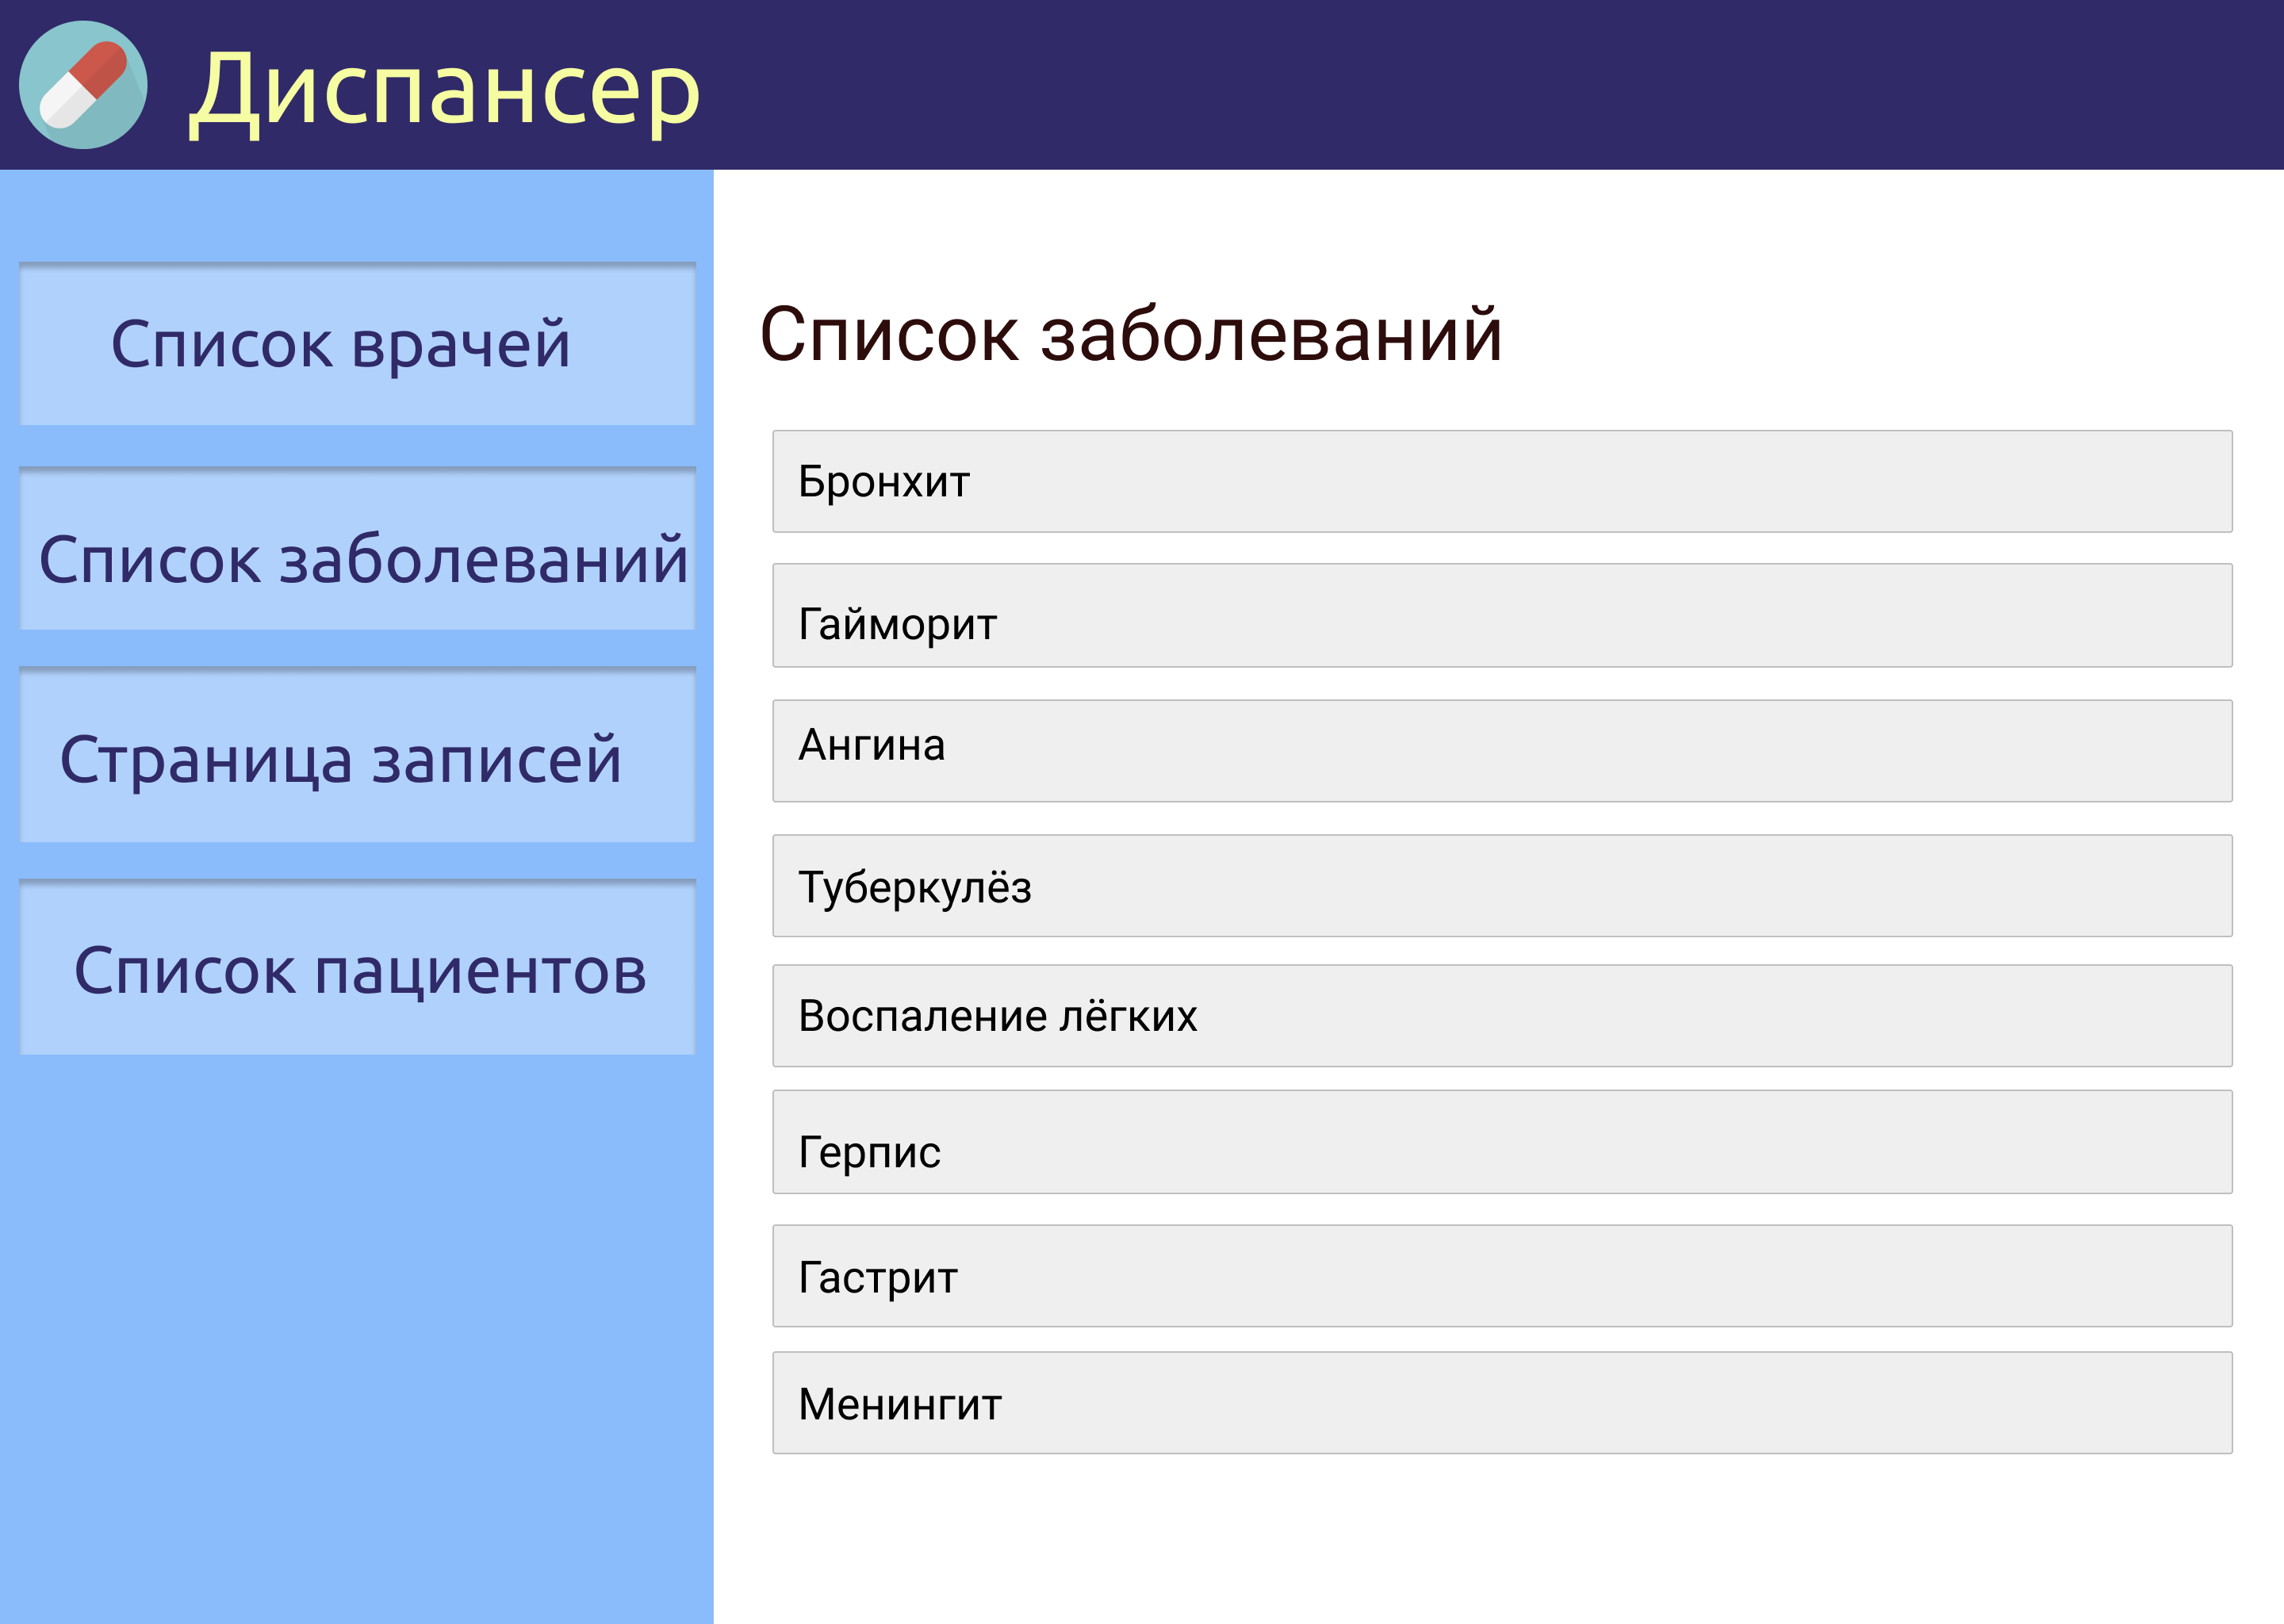 Диспансер
Список врачей
Список заболеваний
Страница записей
Список пациентов
Список заболеваний
Бронхит
Гайморит
Ангина
Туберкулёз
Воспаление лёгких
Герпис
Гастрит
Менингит